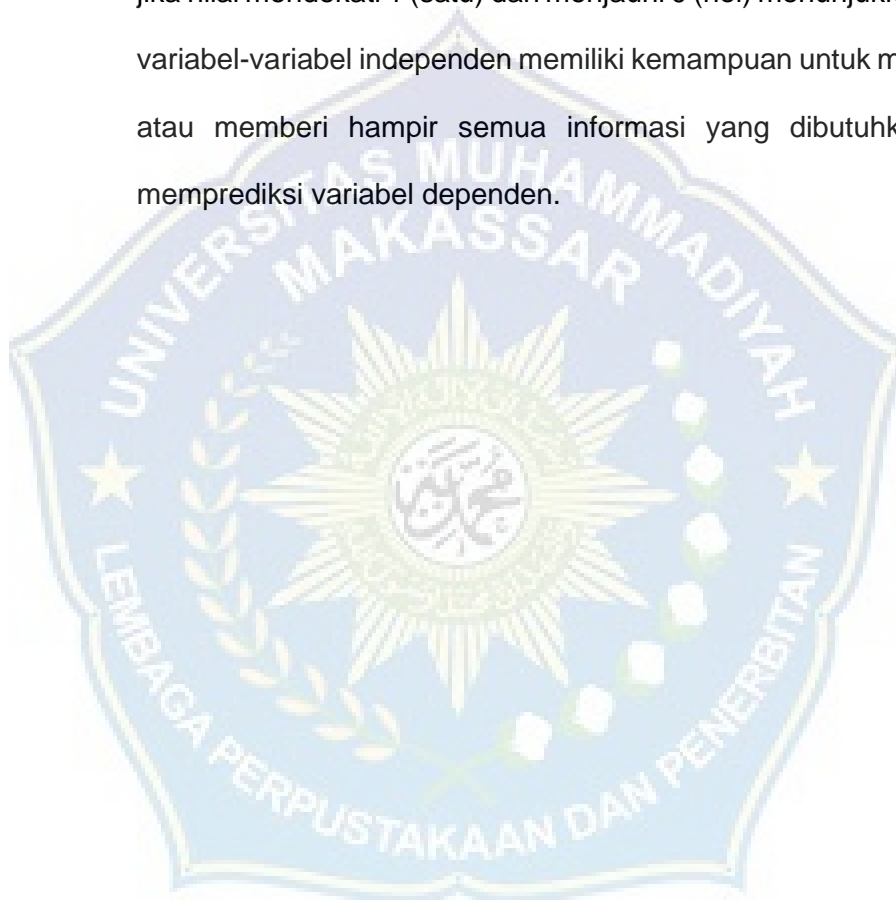 variabel-variabel independen memiliki kemampuan untuk m
atau memberi hampir semua informasi yang dibutuhk
memprediksi variabel dependen.
UNIVERSITAS MUHAMMADIYAH
MAKASSAR
LEMBAGA PERPUSTAKAAN DAN PENERBITAN